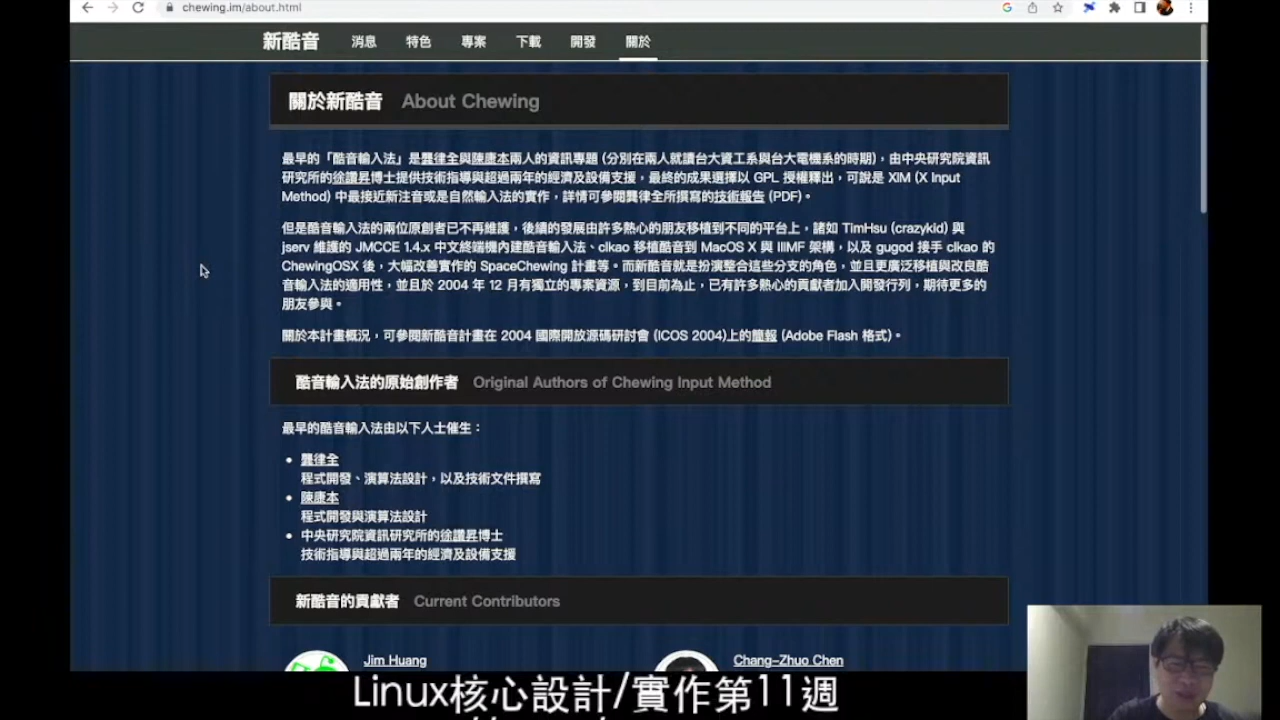 chewing.im/about.html
新酷音 消息 特色 專案 下載 開發 關於
關於新酷音 About Chewing
最早的「酷音輸入法」是龔律全與陳康本兩人的資訊專題 (分別在兩人就讀台大資工系與台大電機系的時期)，由中央研究院資訊
研究所的徐讚昇博士提供技術指導與超過兩年的經濟及設備支援，最終的成果選擇以 GPL 授權釋出，可說是 XIM (X Input
Method) 中最接近新注音或是自然輸入法的實作，詳情可參閱龔律全所撰寫的技術報告 (PDF)。
但是酷音輸入法的兩位原創者已不再維護，後續的發展由許多熱心的朋友移植到不同的平台上，諸如 TimHsu (crazykid) 與
jserv 維護的 JMCCE 1.4.x 中文終端機內建酷音輸入法、clkao 移植酷音到 MacOS X 與 IIIMF 架構，以及 gugod 接手 clkao 的
ChewingOSX 後，大幅改善實作的 SpaceChewing 計畫等。而新酷音就是扮演整合這些分支的角色，並且更廣泛移植與改良酷
音輸入法的適用性，並且於 2004 年 12 月有獨立的專案資源，到目前為止，已有許多熱心的貢獻者加入開發行列，期待更多的
朋友參與。
關於本計畫概況，可參閱新酷音計畫在 2004 國際開放源碼研討會 (ICOS 2004)上的簡報 (Adobe Flash 格式)。
酷音輸入法的原始創作者 Original Authors of Chewing Input Method
最早的酷音輸入法由以下人士催生：
• 龔律全
程式開發、演算法設計，以及技術文件撰寫
• 陳康本
程式開發與演算法設計
• 中央研究院資訊研究所的徐讚昇博士
技術指導與超過兩年的經濟及設備支援
新酷音的貢獻者 Current Contributors
Jim Huang Chang-Zhuo Chen
Linux核心設計/實作第11週